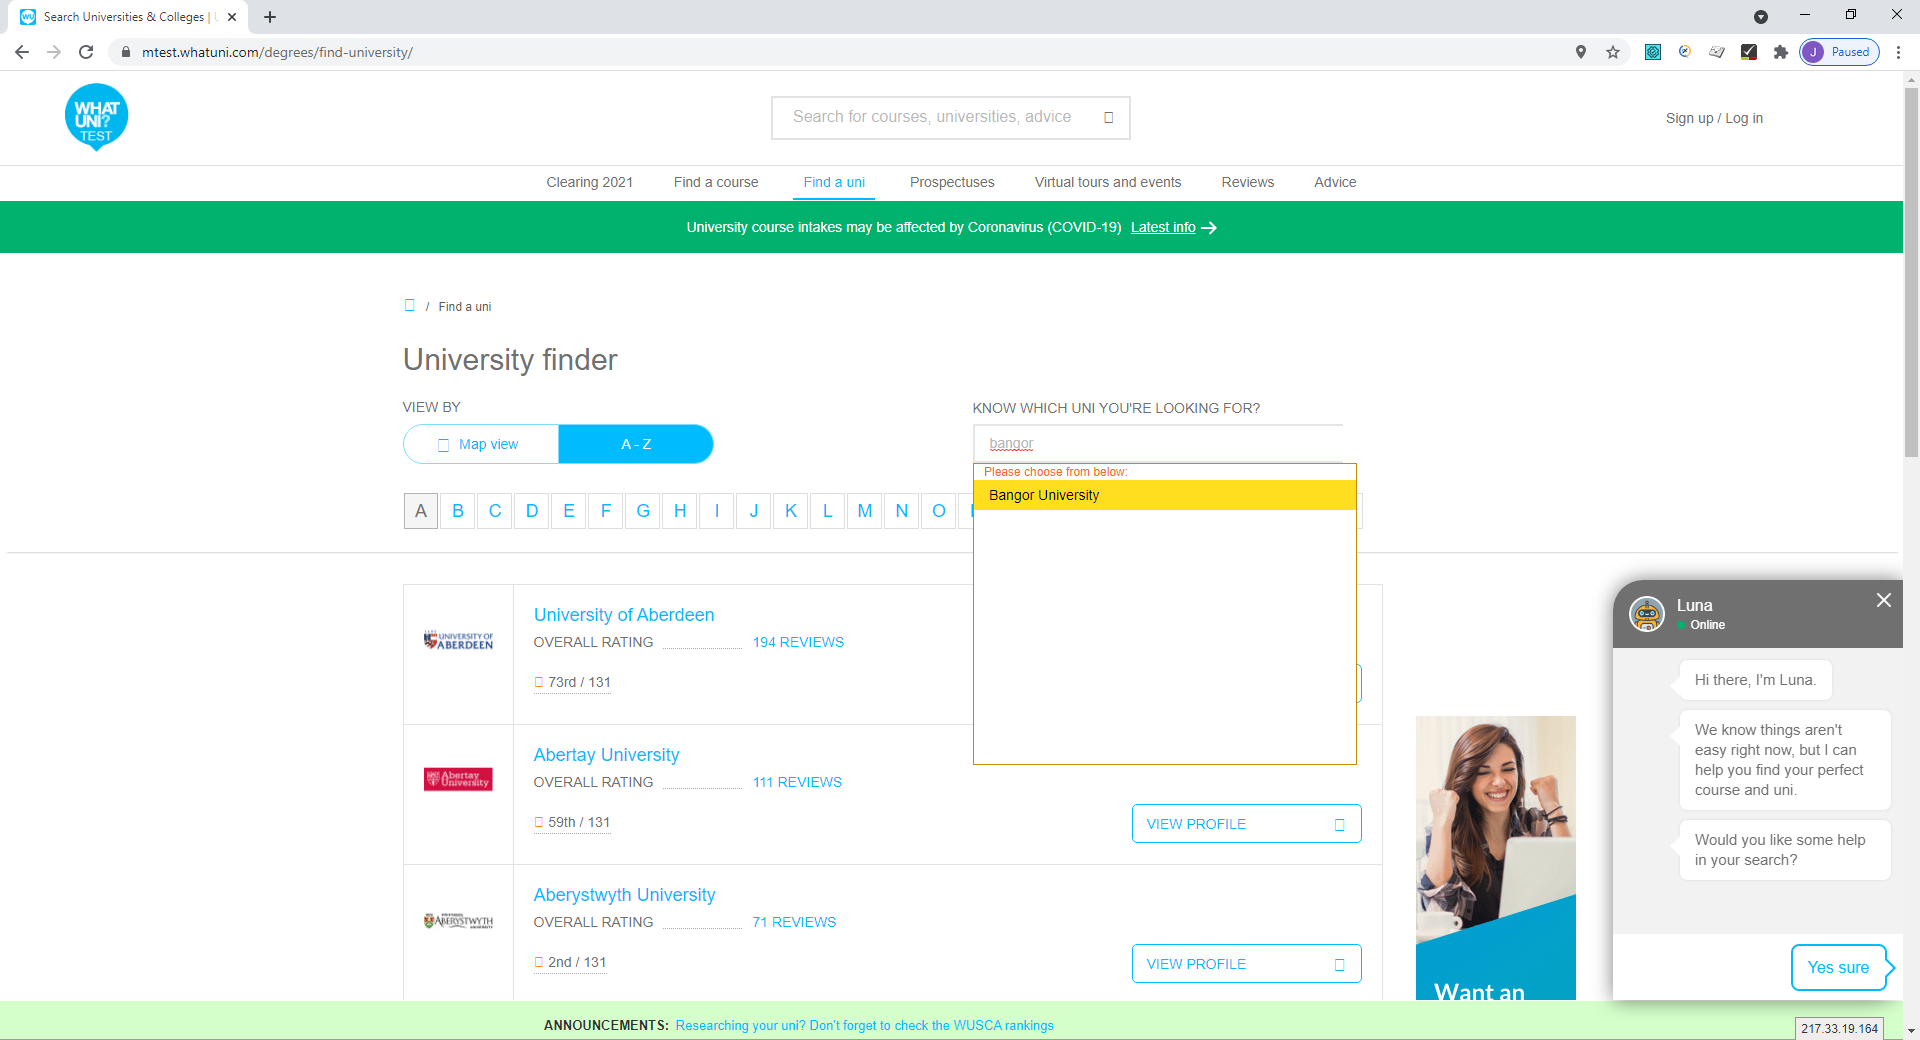 Search Universities & Colleges | U
mtest.whatuni.com/degrees/find-university/
J Paused
WHAT
UNI?
TEST
Search for courses, universities, advice
Sign up / Log in
Clearing 2021 Find a course Find a uni Prospectuses Virtual tours and events Reviews Advice
University course intakes may be affected by Coronavirus (COVID-19) Latest info
/ Find a uni
University finder
VIEW BY
Map view A - Z
KNOW WHICH UNI YOU'RE LOOKING FOR?
bangor
Please choose from below:
Bangor University
A B C D E F G H I J K L M N O
UNIVERSITY OF
ABERDEEN
University of Aberdeen
OVERALL RATING 194 REVIEWS
73rd / 131
Abertay
University
Abertay University
OVERALL RATING 111 REVIEWS
59th / 131
VIEW PROFILE
ABERYSTWYTH
Aberystwyth University
OVERALL RATING 71 REVIEWS
2nd / 131
VIEW PROFILE
Want an
Luna
Online
Hi there, I'm Luna.
We know things aren't
easy right now, but I can
help you find your perfect
course and uni.
Would you like some help
in your search?
Yes sure
ANNOUNCEMENTS: Researching your uni? Don't forget to check the WUSCA rankings
217.33.19.164